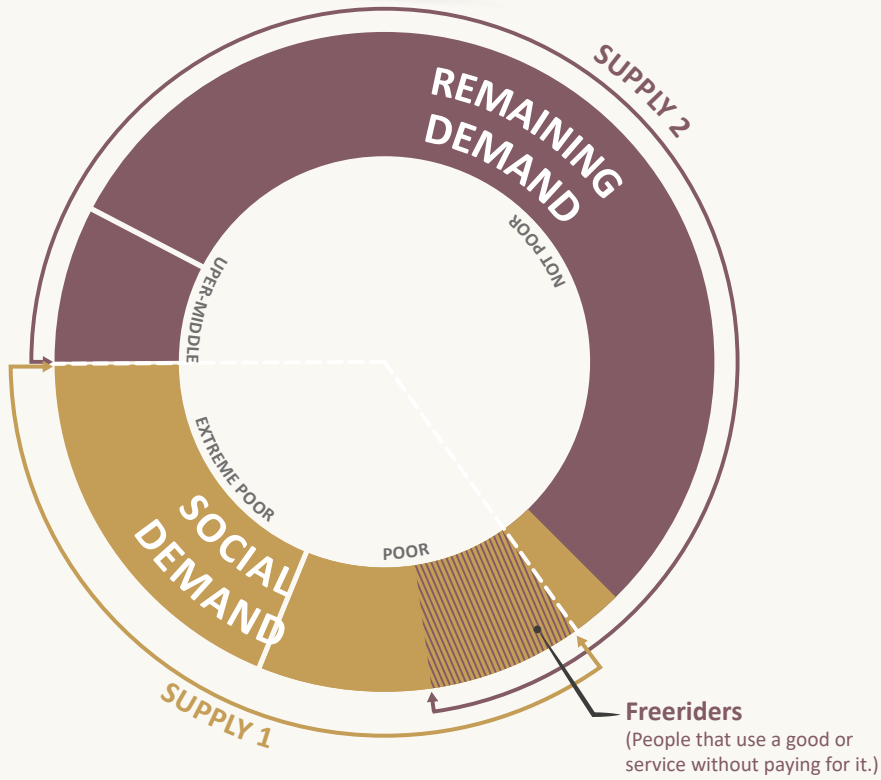 SUPPLY 2
REMAINING
DEMAND
NOT POOR
UPER-MIDDLE
EXTREME POOR
SOCIAL
DEMAND
POOR
SUPPLY 1
Freeriders
(People that use a good or
service without paying for it.)